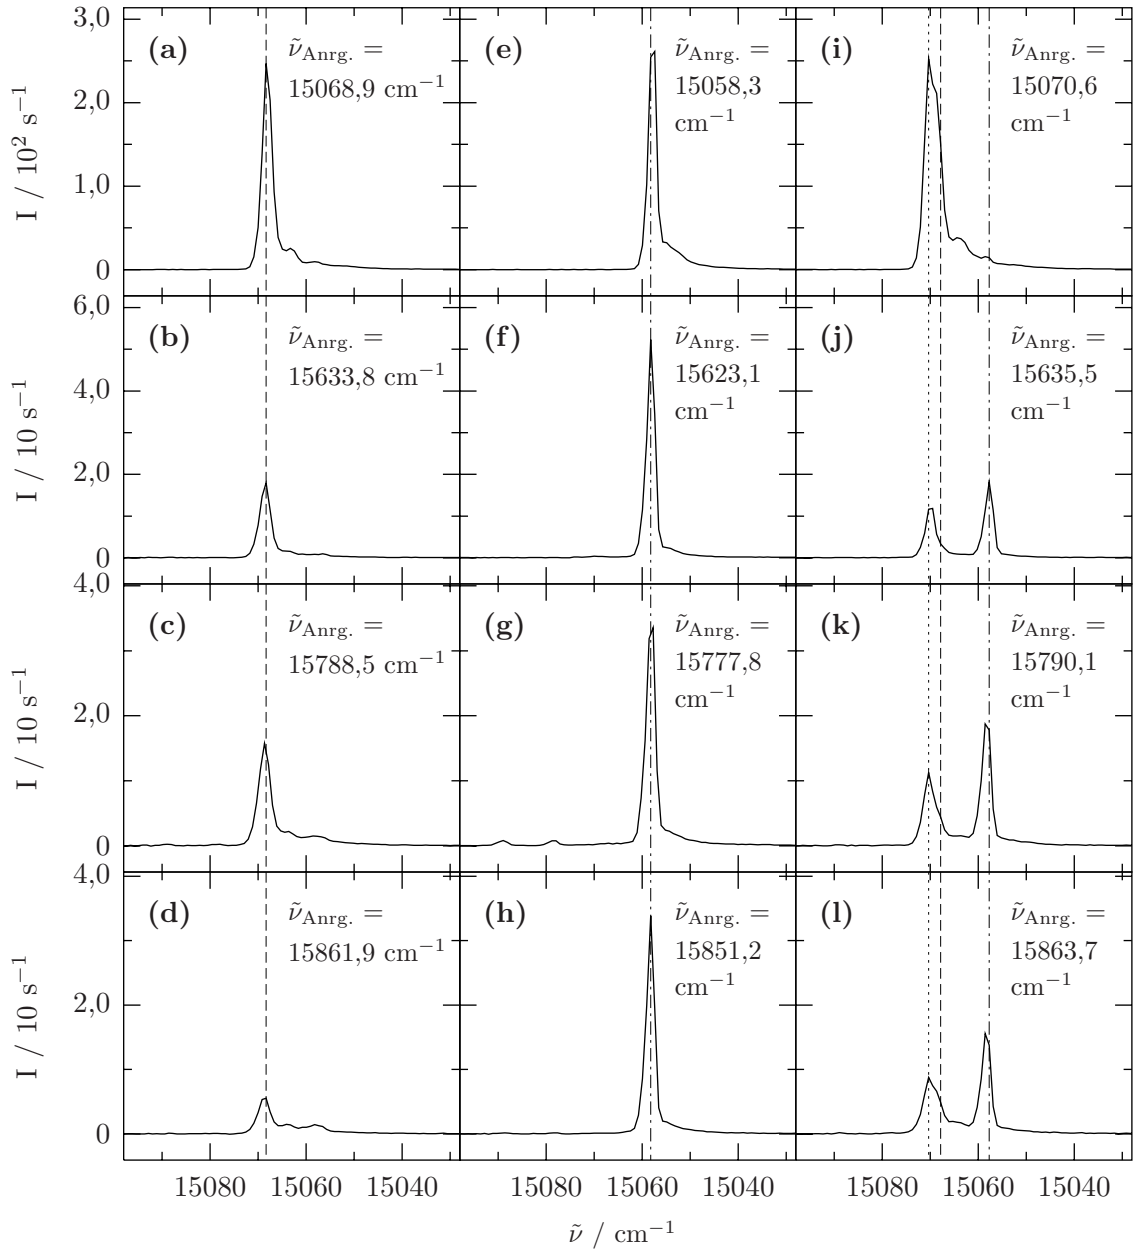 3,0
2,0
1,0
0
I / 10² s⁻¹
(a)
ν̃Anrg. =
15068,9 cm⁻¹
(e)
ν̃Anrg. =
15058,3
cm⁻¹
(i)
ν̃Anrg. =
15070,6
cm⁻¹
6,0
4,0
2,0
0
I / 10 s⁻¹
(b)
ν̃Anrg. =
15633,8 cm⁻¹
(f)
ν̃Anrg. =
15623,1
cm⁻¹
(j)
ν̃Anrg. =
15635,5
cm⁻¹
4,0
2,0
0
I / 10 s⁻¹
(c)
ν̃Anrg. =
15788,5 cm⁻¹
(g)
ν̃Anrg. =
15777,8
cm⁻¹
(k)
ν̃Anrg. =
15790,1
cm⁻¹
4,0
2,0
0
I / 10 s⁻¹
(d)
ν̃Anrg. =
15861,9 cm⁻¹
(h)
ν̃Anrg. =
15851,2
cm⁻¹
(l)
ν̃Anrg. =
15863,7
cm⁻¹
15080 15060 15040 15080 15060 15040 15080 15060 15040
ν̃ / cm⁻¹